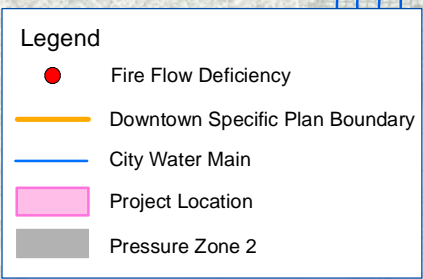 Legend
Fire Flow Deficiency
Downtown Specific Plan Boundary
City Water Main
Project Location
Pressure Zone 2